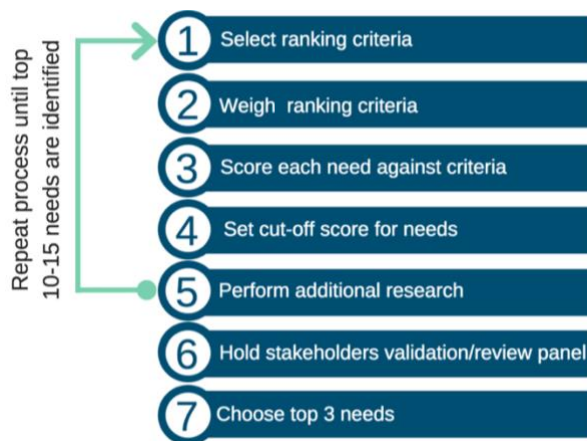 Repeat process until top
10-15 needs are identified
1 Select ranking criteria
2 Weigh ranking criteria
3 Score each need against criteria
4 Set cut-off score for needs
5 Perform additional research
6 Hold stakeholders validation/review panel
7 Choose top 3 needs